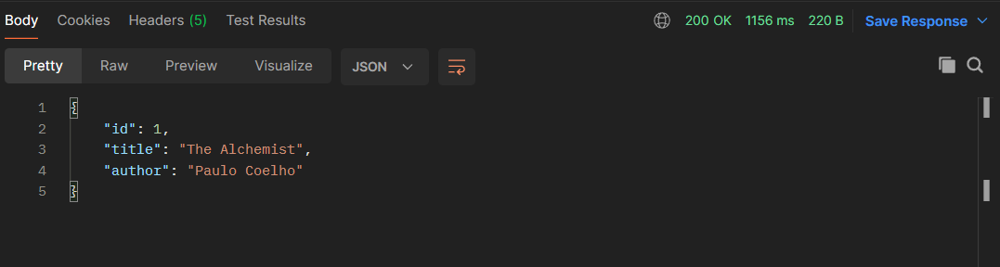 Body Cookies Headers (5) Test Results 200 OK 1156 ms 220 B Save Response
Pretty Raw Preview Visualize JSON
1 {
2 "id": 1,
3 "title": "The Alchemist",
4 "author": "Paulo Coelho"
5 }